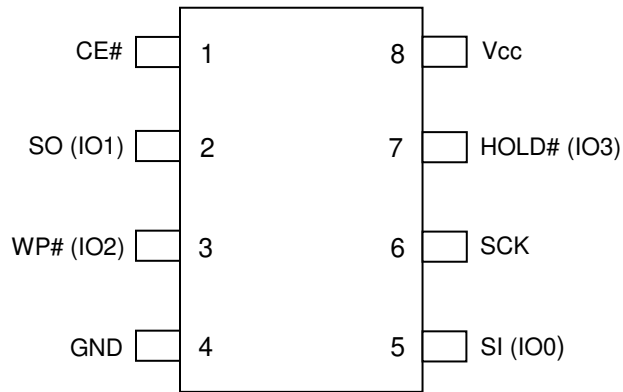 CE# 1 8 Vcc
SO (IO1) 2 7 HOLD# (IO3)
WP# (IO2) 3 6 SCK
GND 4 5 SI (IO0)